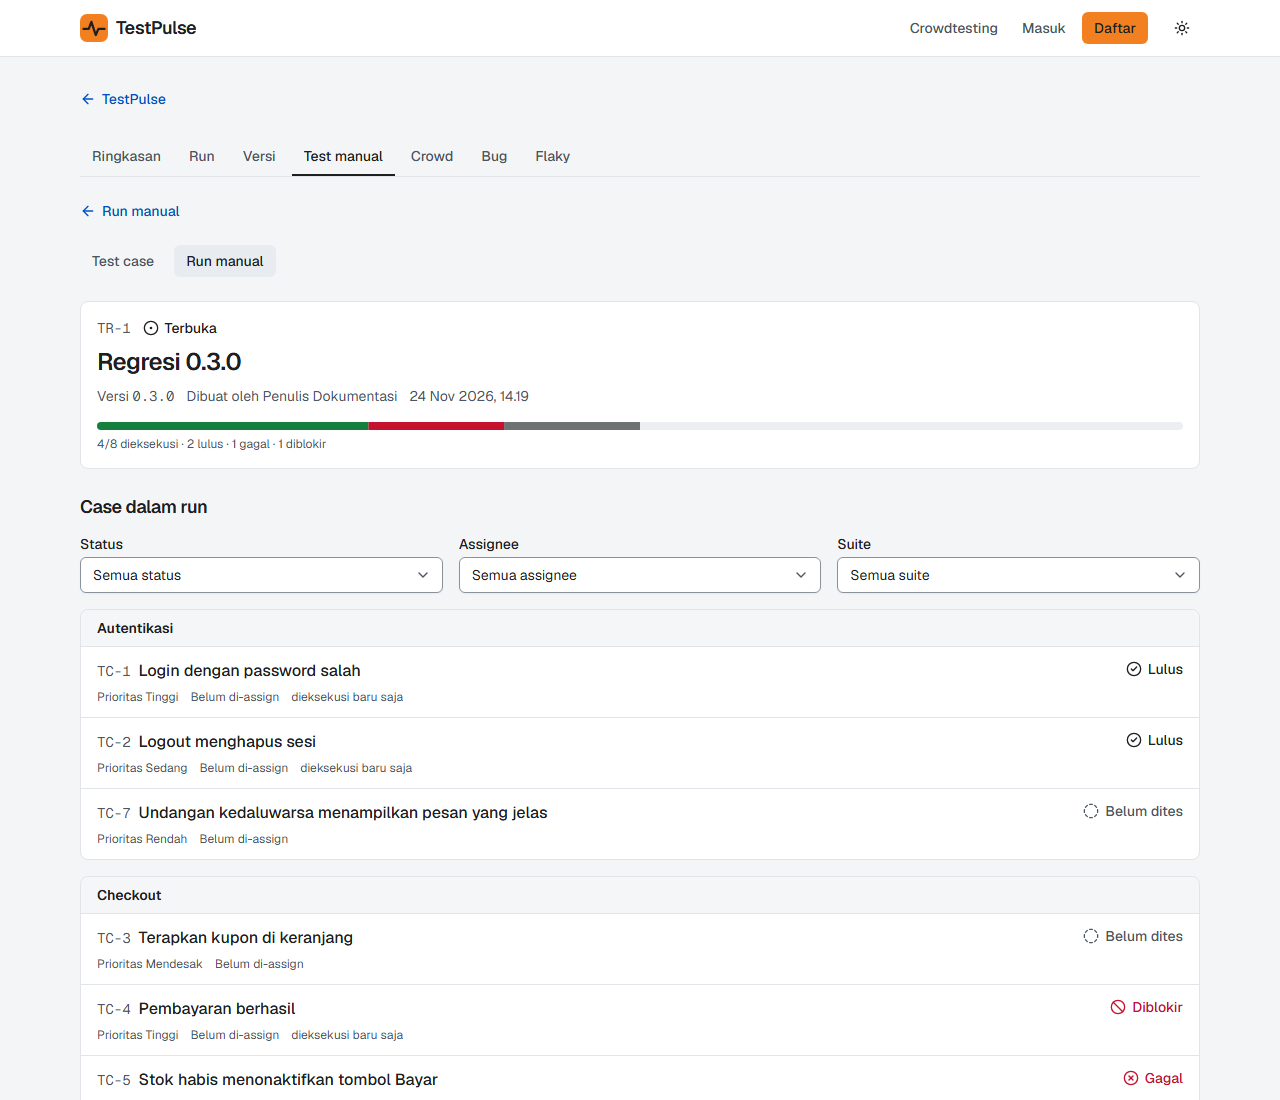 TestPulse
Crowdtesting Masuk Daftar
TestPulse
Ringkasan Run Versi Test manual Crowd Bug Flaky
Run manual
Test case Run manual
TR-1 Terbuka
Regresi 0.3.0
Versi 0.3.0 Dibuat oleh Penulis Dokumentasi 24 Nov 2026, 14.19
4/8 dieksekusi · 2 lulus · 1 gagal · 1 diblokir
Case dalam run
Status Assignee Suite
Semua status Semua assignee Semua suite
Autentikasi
TC-1 Login dengan password salah Lulus
Prioritas Tinggi Belum di-assign dieksekusi baru saja
TC-2 Logout menghapus sesi Lulus
Prioritas Sedang Belum di-assign dieksekusi baru saja
TC-7 Undangan kedaluwarsa menampilkan pesan yang jelas Belum dites
Prioritas Rendah Belum di-assign
Checkout
TC-3 Terapkan kupon di keranjang Belum dites
Prioritas Mendesak Belum di-assign
TC-4 Pembayaran berhasil Diblokir
Prioritas Tinggi Belum di-assign dieksekusi baru saja
TC-5 Stok habis menonaktifkan tombol Bayar Gagal